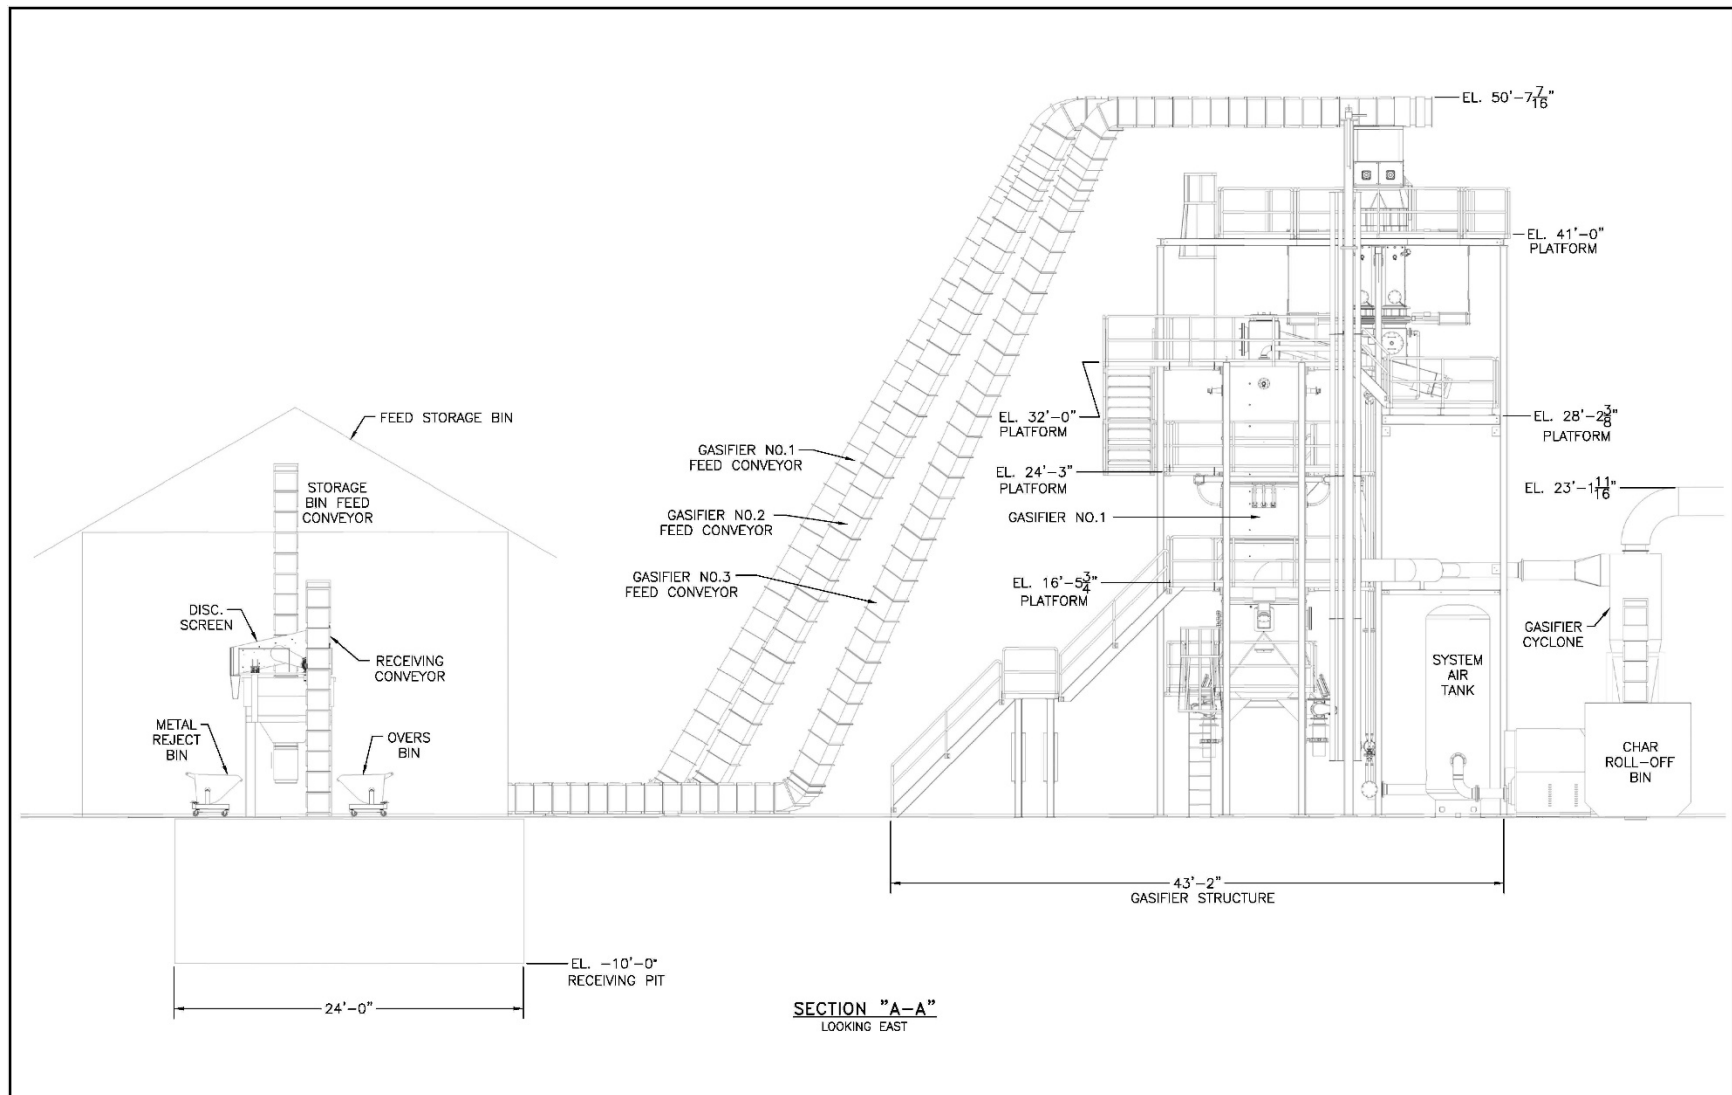 EL. 50'-7 7/16"
EL. 41'-0"
PLATFORM
FEED STORAGE BIN
EL. 32'-0"
PLATFORM
EL. 28'-2 3/8"
PLATFORM
GASIFIER NO.1
FEED CONVEYOR
EL. 24'-3"
PLATFORM
STORAGE
BIN FEED
CONVEYOR
EL. 23'-1 11/16"
GASIFIER NO.2
FEED CONVEYOR
GASIFIER NO.1
GASIFIER NO.3
FEED CONVEYOR
EL. 16'-5 3/4"
PLATFORM
DISC.
SCREEN
GASIFIER
CYCLONE
RECEIVING
CONVEYOR
SYSTEM
AIR
TANK
METAL
REJECT
BIN
OVERS
BIN
CHAR
ROLL-OFF
BIN
43'-2"
GASIFIER STRUCTURE
EL. -10'-0"
RECEIVING PIT
24'-0"
SECTION "A-A"
LOOKING EAST